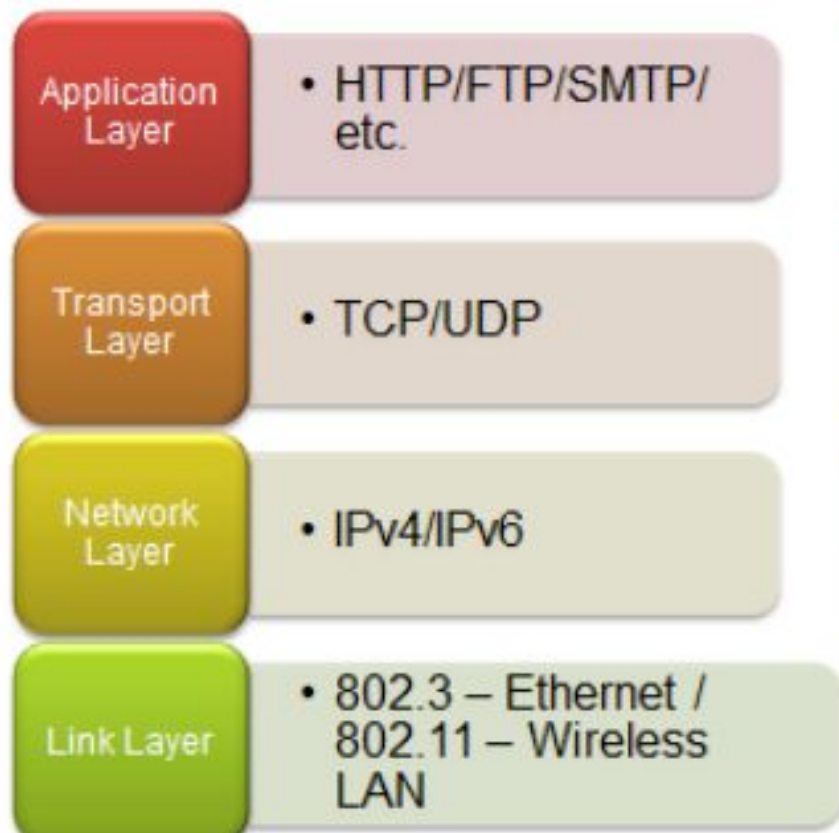 Application
Layer
• HTTP/FTP/SMTP/
etc.
Transport
Layer
• TCP/UDP
Network
Layer
• IPv4/IPv6
Link Layer
• 802.3 – Ethernet /
802.11 – Wireless
LAN